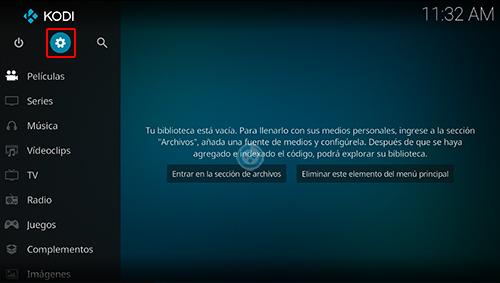 KODI
11:32 AM
Películas
Series
Música
Vídeoclips
TV
Radio
Juegos
Complementos
Imágenes
Tu biblioteca está vacía. Para llenarlo con sus medios personales, ingrese a la sección
"Archivos", añada una fuente de medios y configúrela. Después de que se haya
agregado e indexado el código, podrá explorar su biblioteca.
Entrar en la sección de archivos
Eliminar este elemento del menú principal